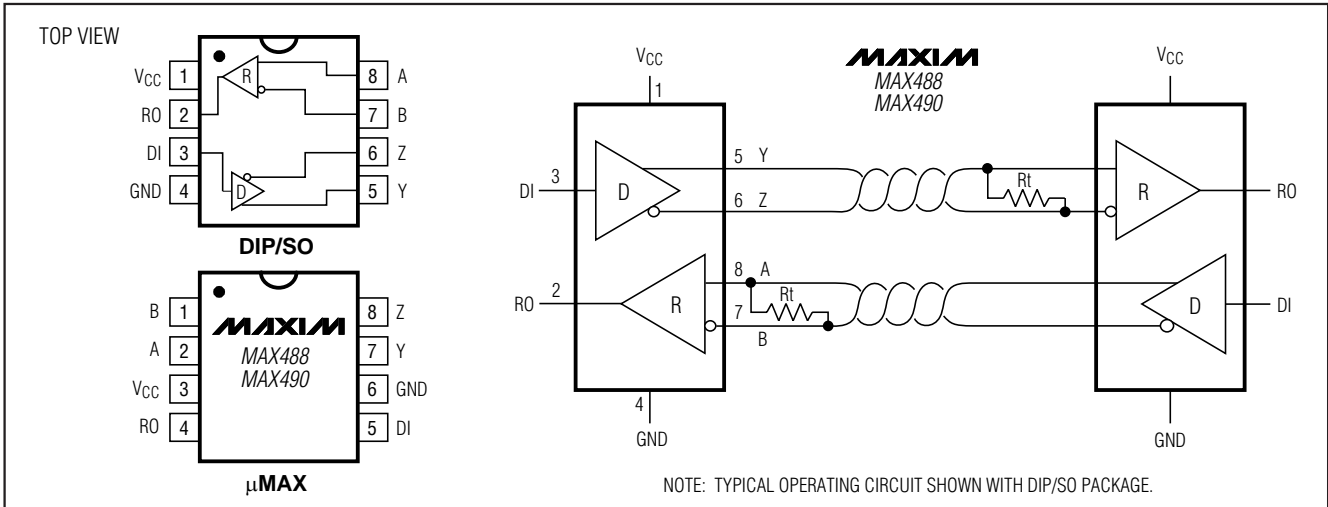 TOP VIEW
VCC 1
RO 2
DI 3
GND 4
8 A
7 B
6 Z
5 Y
R
D
DIP/SO
B 1
A 2
VCC 3
RO 4
8 Z
7 Y
6 GND
5 DI
MAXIM
MAX488
MAX490
µMAX
MAXIM
MAX488
MAX490
VCC
1
VCC
DI 3
D
5 Y
6 Z
Rt
R
RO
RO 2
R
8 A
7
B
Rt
D
DI
4
GND
GND
NOTE: TYPICAL OPERATING CIRCUIT SHOWN WITH DIP/SO PACKAGE.